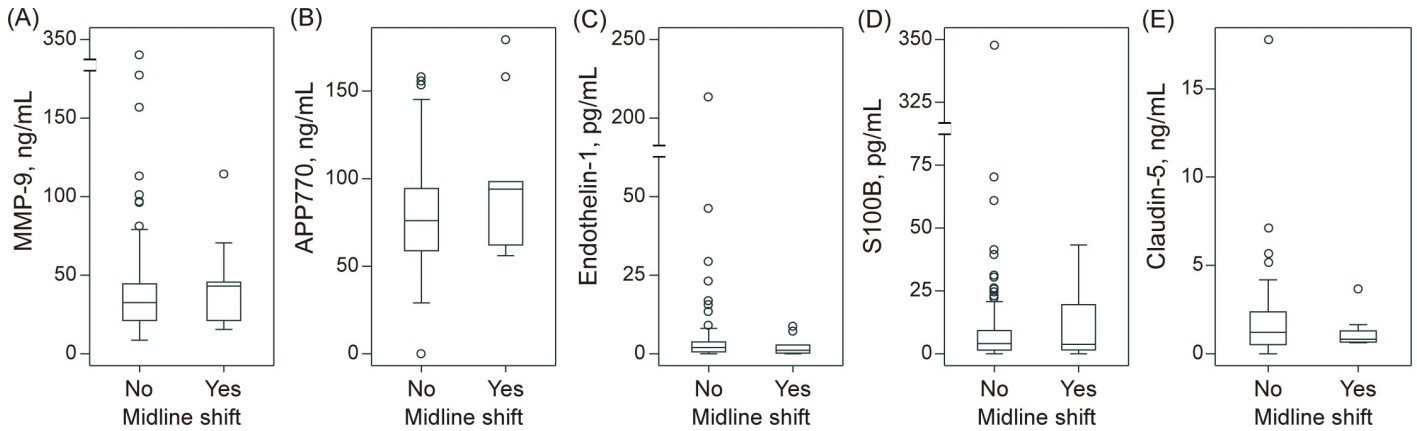 (A)
MMP-9, ng/mL
350
150
100
50
0
No Yes
Midline shift
(B)
APP770, ng/mL
150
100
50
0
No Yes
Midline shift
(C)
Endothelin-1, pg/mL
250
200
50
25
0
No Yes
Midline shift
(D)
S100B, pg/mL
350
325
75
50
25
0
No Yes
Midline shift
(E)
Claudin-5, ng/mL
15
10
5
0
No Yes
Midline shift